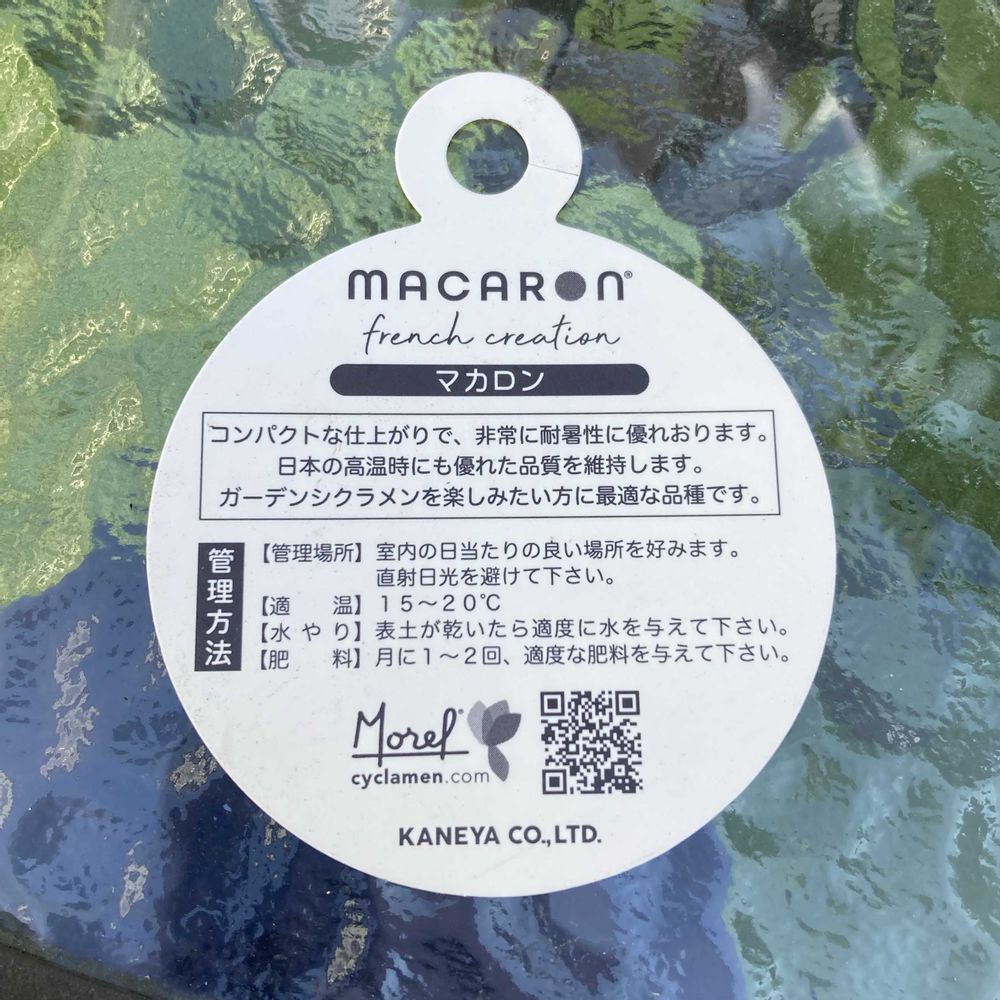 MACARON®
french creation
マカロン
コンパクトな仕上がりで、非常に耐暑性に優れおります。
日本の高温時にも優れた品質を維持します。
ガーデンシクラメンを楽しみたい方に最適な品種です。
管理方法
【管理場所】室内の日当たりの良い場所を好みます。
直射日光を避けて下さい。
【適 温】15～20℃
【水やり】表土が乾いたら適度に水を与えて下さい。
【肥 料】月に1～2回、適度な肥料を与えて下さい。
Morel®
cyclamen.com
KANEYA CO.,LTD.